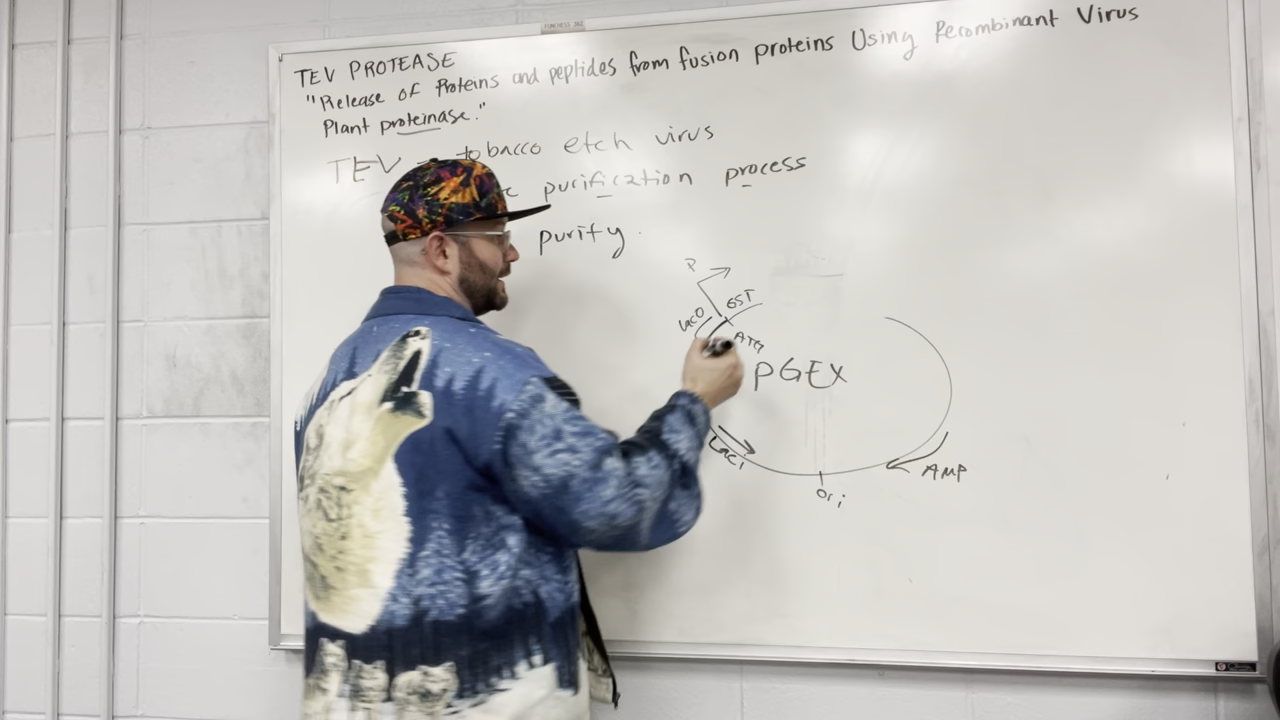 TEV PROTEASE
"Release of Proteins and peptides from fusion proteins Using Recombinant Virus
Plant proteinase."
TEV - tobacco etch virus
purification process
purity.
P
GST
lacO
ATG
PGEX
Laci
AMP
Ori